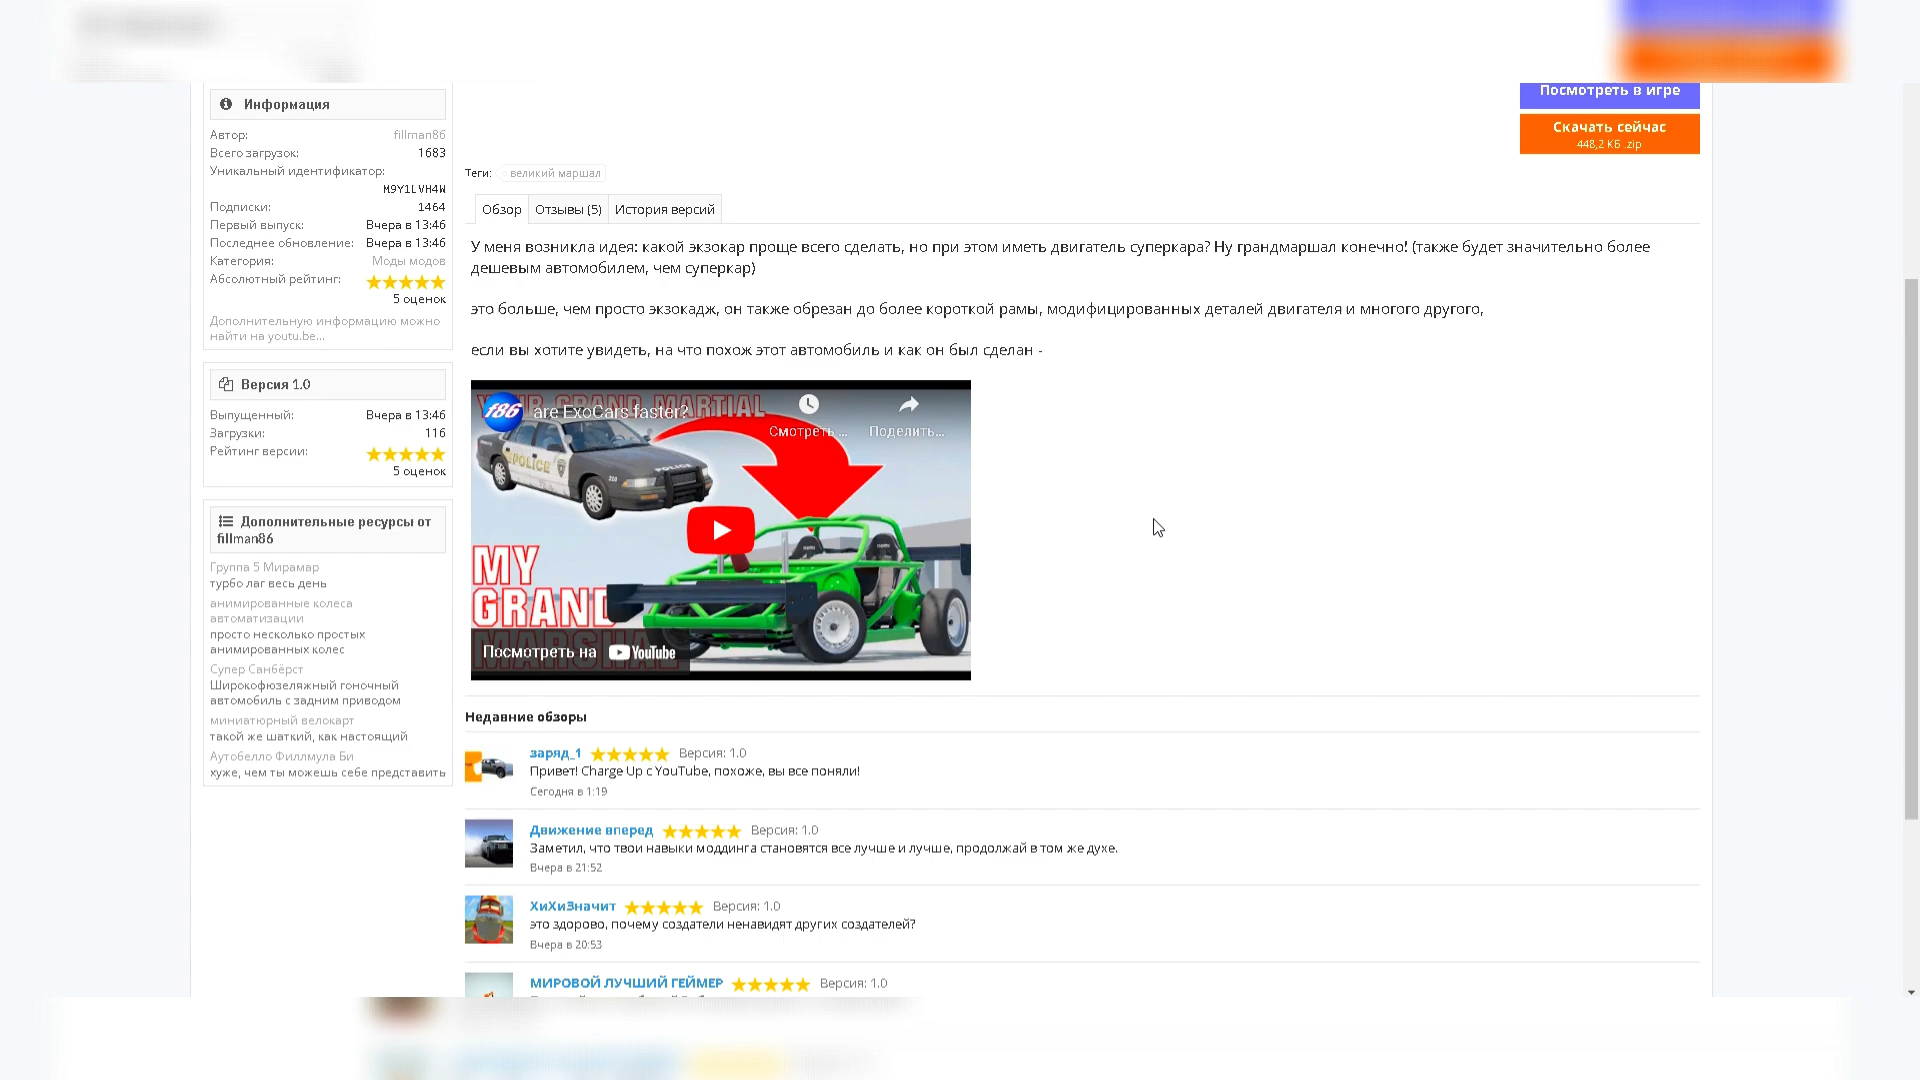 Посмотреть в игре
Скачать сейчас
448,2 КБ .zip
Информация
Автор: fillman86
Всего загрузок: 1683
Уникальный идентификатор:
M9Y1LVH4W
Подписки: 1464
Первый выпуск: Вчера в 13:46
Последнее обновление: Вчера в 13:46
Категория: Моды модов
Абсолютный рейтинг:
5 оценок
Дополнительную информацию можно
найти на youtu.be...
Версия 1.0
Выпущенный: Вчера в 13:46
Загрузки: 116
Рейтинг версии:
5 оценок
Дополнительные ресурсы от
fillman86
Группа 5 Мирамар
турбо лаг весь день
анимированные колеса
автоматизации
просто несколько простых
анимированных колес
Супер Санбёрст
Широкофюзеляжный гоночный
автомобиль с задним приводом
миниатюрный велокарт
такой же шаткий, как настоящий
Аутобелло Филлмула Би
хуже, чем ты можешь себе представить
Теги: великий маршал
Обзор Отзывы (5) История версий
У меня возникла идея: какой экзокар проще всего сделать, но при этом иметь двигатель суперкара? Ну грандмаршал конечно! (также будет значительно более
дешевым автомобилем, чем суперкар)
это больше, чем просто экзокадж, он также обрезан до более короткой рамы, модифицированных деталей двигателя и многого другого,
если вы хотите увидеть, на что похож этот автомобиль и как он был сделан -
YOUR GRAND MARTIAL
f86 are ExoCars faster?
Смотреть ... Поделить...
POLICE
POLICE
MY
GRAND
MARSHAL
Посмотреть на YouTube
Недавние обзоры
заряд_1 Версия: 1.0
Привет! Charge Up с YouTube, похоже, вы все поняли!
Сегодня в 1:19
Движение вперед Версия: 1.0
Заметил, что твои навыки моддинга становятся все лучше и лучше, продолжай в том же духе.
Вчера в 21:52
ХиХиЗначит Версия: 1.0
это здорово, почему создатели ненавидят других создателей?
Вчера в 20:53
МИРОВОЙ ЛУЧШИЙ ГЕЙМЕР Версия: 1.0